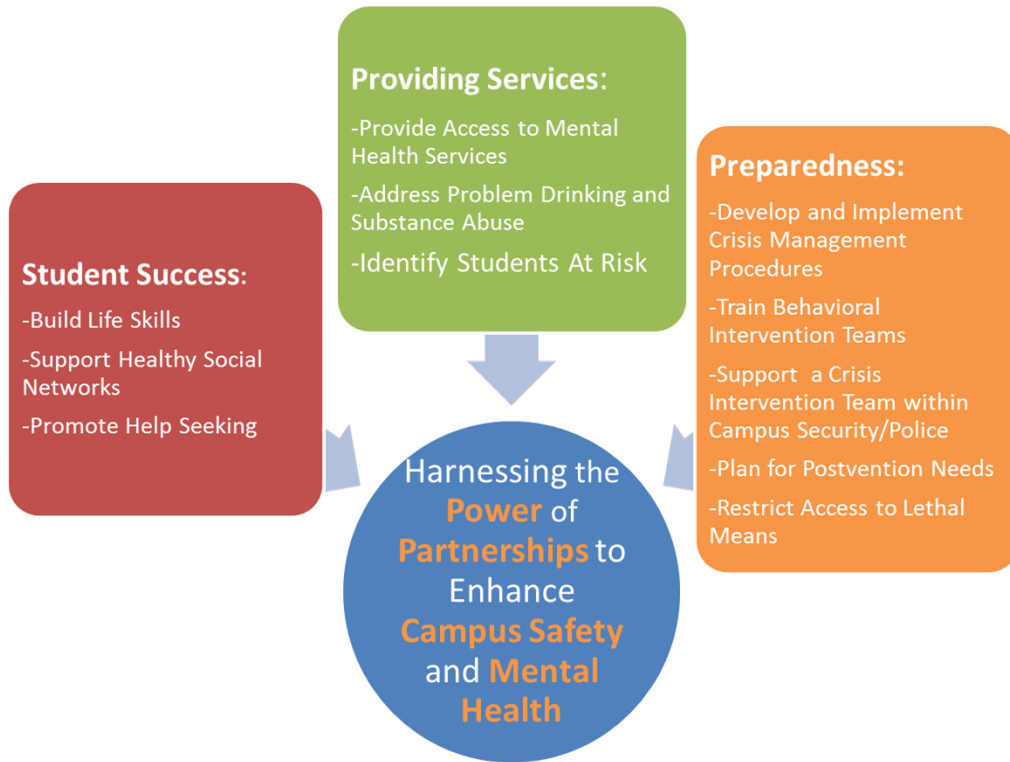 Student Success:
-Build Life Skills
-Support Healthy Social
Networks
-Promote Help Seeking
Providing Services:
-Provide Access to Mental
Health Services
-Address Problem Drinking and
Substance Abuse
-Identify Students At Risk
Preparedness:
-Develop and Implement
Crisis Management
Procedures
-Train Behavioral
Intervention Teams
-Support a Crisis
Intervention Team within
Campus Security/Police
-Plan for Postvention Needs
-Restrict Access to Lethal
Means
Harnessing the
Power of
Partnerships to
Enhance
Campus Safety
and Mental
Health